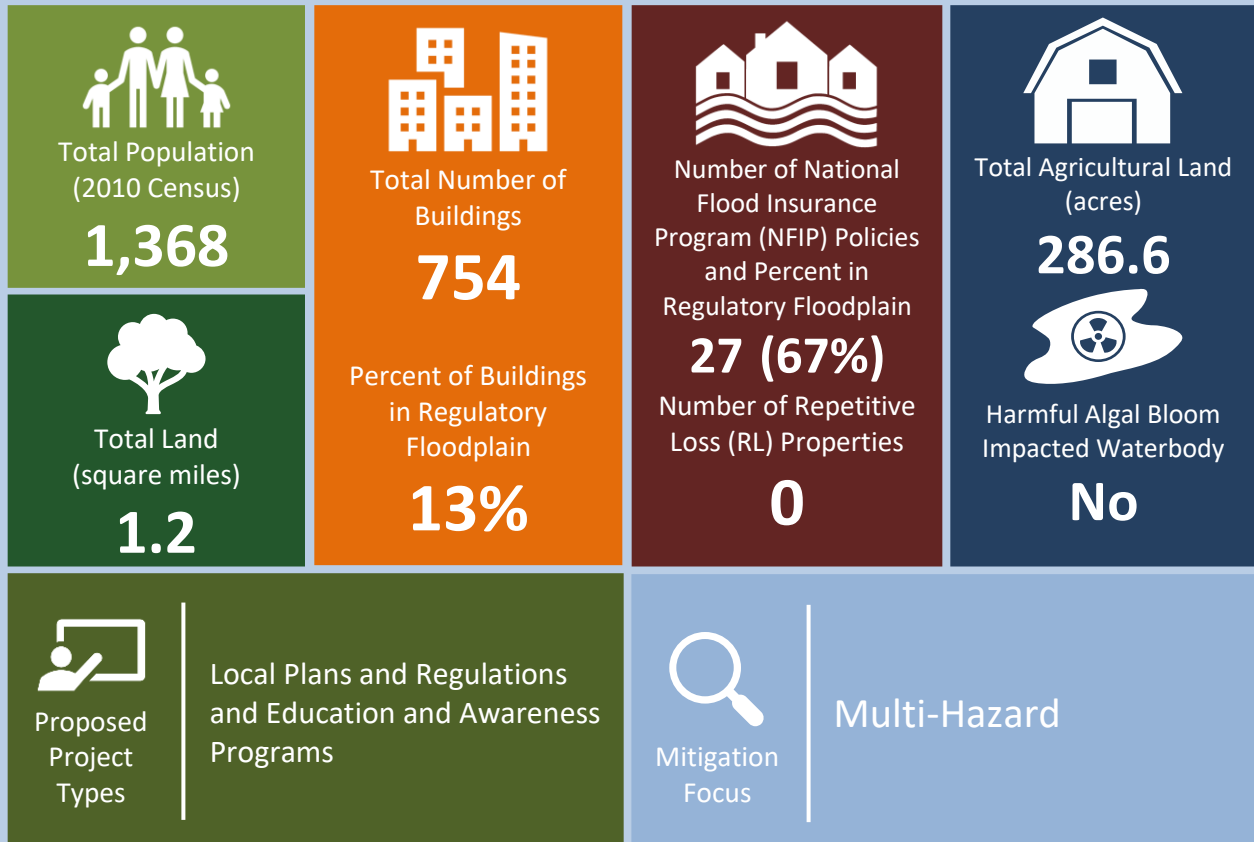 Total Population
(2010 Census)
1,368
Total Land
(square miles)
1.2
Total Number of
Buildings
754
Percent of Buildings
in Regulatory
Floodplain
13%
Number of National
Flood Insurance
Program (NFIP) Policies
and Percent in
Regulatory Floodplain
27 (67%)
Number of Repetitive
Loss (RL) Properties
0
Total Agricultural Land
(acres)
286.6
Harmful Algal Bloom
Impacted Waterbody
No
Proposed
Project
Types
Local Plans and Regulations
and Education and Awareness
Programs
Mitigation
Focus
Multi-Hazard